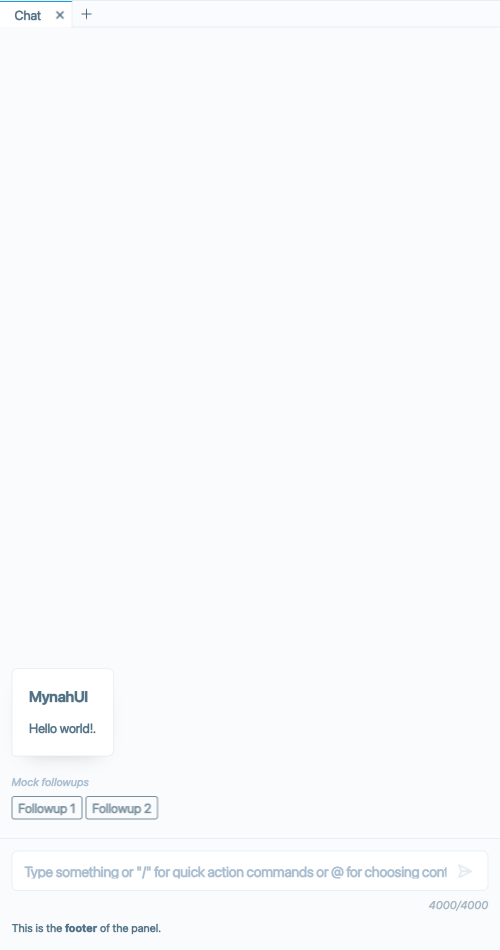 Chat
MynahUI
Hello world!.
Mock followups
Followup 1 Followup 2
Type something or "/" for quick action commands or @ for choosing
4000/4000
This is the footer of the panel.